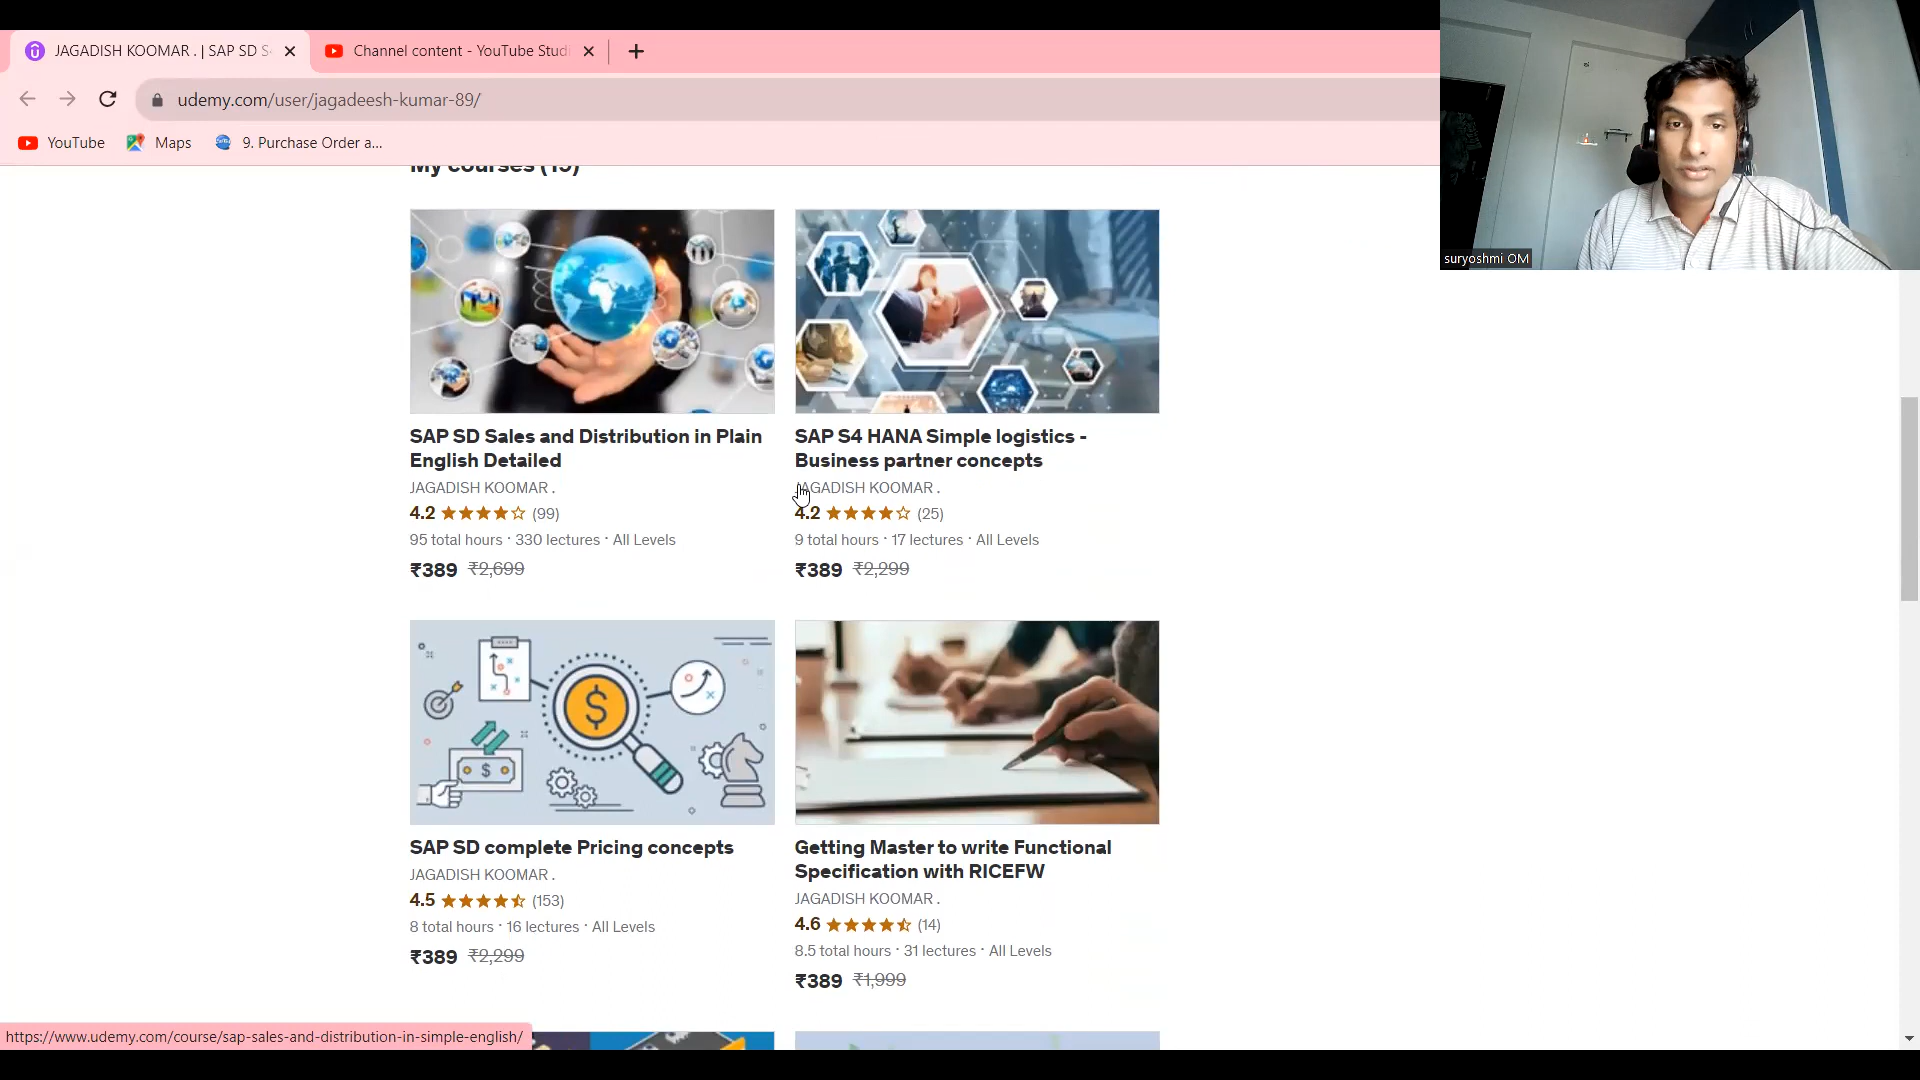 JAGADISH KOOMAR . | SAP SD S
Channel content - YouTube Studi
udemy.com/user/jagadeesh-kumar-89/
YouTube
Maps
9. Purchase Order a...
suryoshmi OM
My courses (15)
SAP SD Sales and Distribution in Plain
English Detailed
JAGADISH KOOMAR .
4.2 (99)
95 total hours · 330 lectures · All Levels
₹389 ₹2,699
SAP S4 HANA Simple logistics -
Business partner concepts
JAGADISH KOOMAR .
4.2 (25)
9 total hours · 17 lectures · All Levels
₹389 ₹2,299
SAP SD complete Pricing concepts
JAGADISH KOOMAR .
4.5 (153)
8 total hours · 16 lectures · All Levels
₹389 ₹2,299
Getting Master to write Functional
Specification with RICEFW
JAGADISH KOOMAR .
4.6 (14)
8.5 total hours · 31 lectures · All Levels
₹389 ₹1,999
https://www.udemy.com/course/sap-sales-and-distribution-in-simple-english/